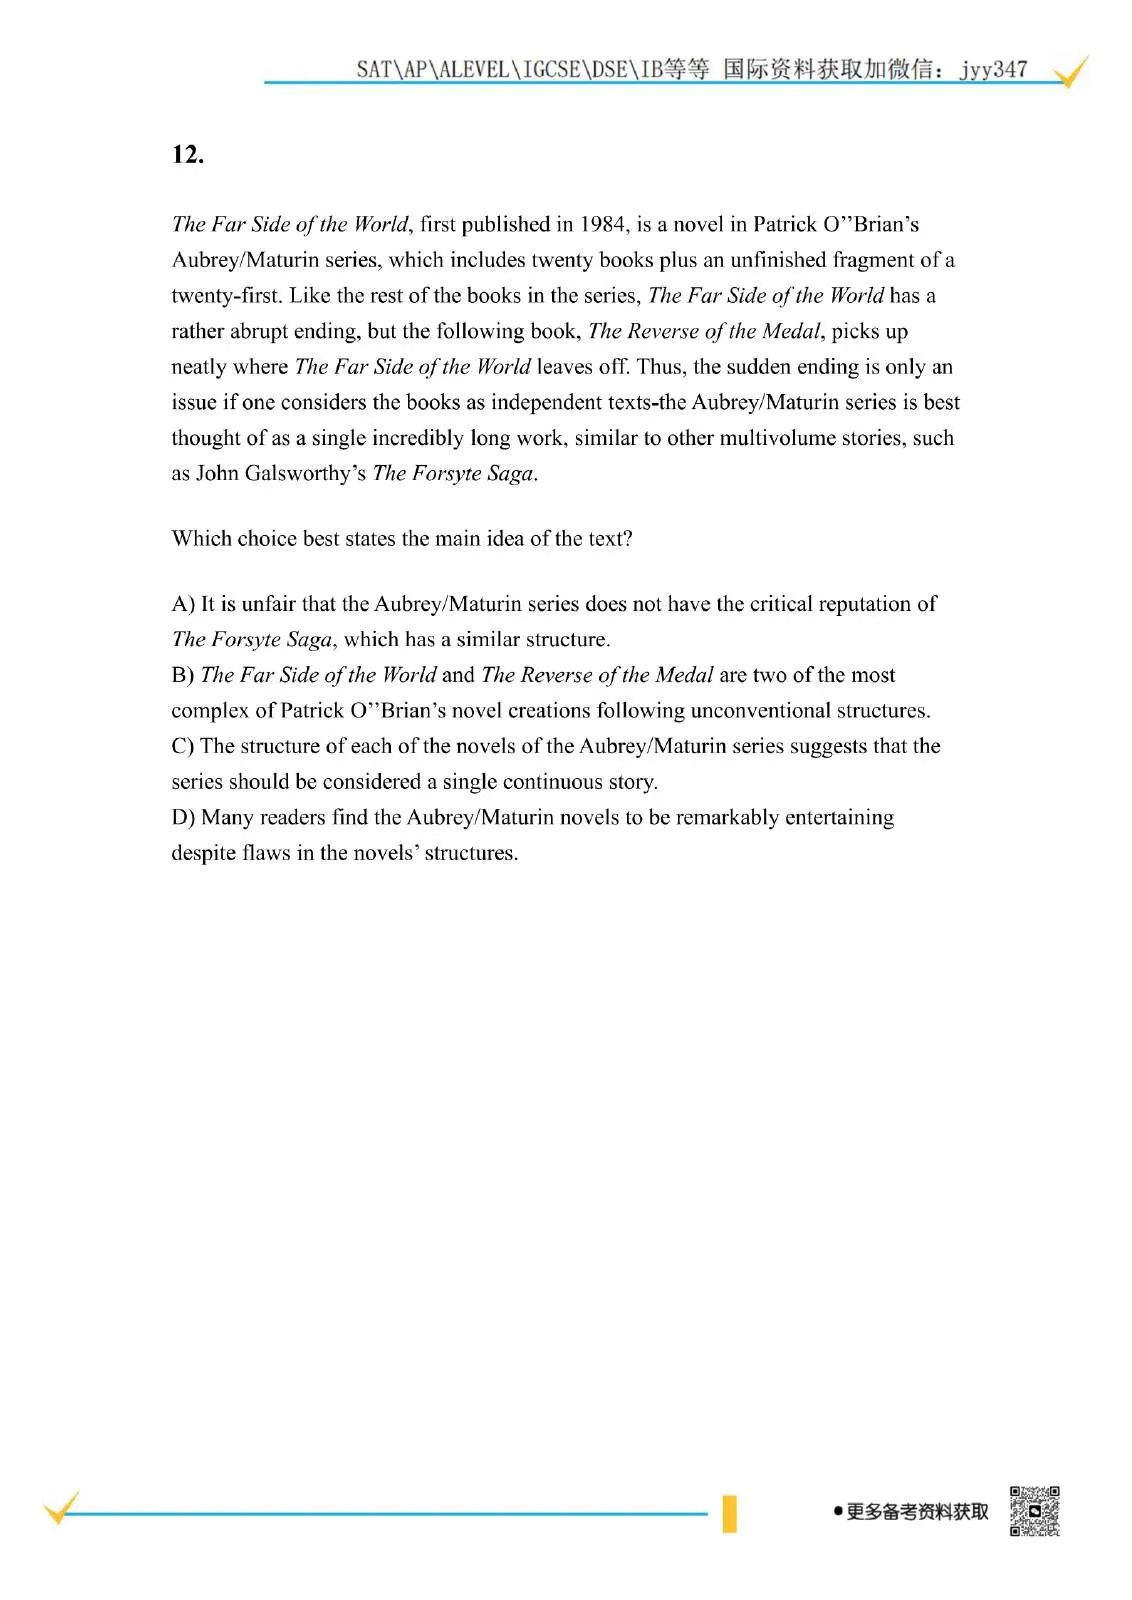 SAT\AP\ALEVEL\IGCSE\DSE\IB等等 国际资料获取加微信：jyy347
12.
The Far Side of the World, first published in 1984, is a novel in Patrick O’’Brian’s
Aubrey/Maturin series, which includes twenty books plus an unfinished fragment of a
twenty-first. Like the rest of the books in the series, The Far Side of the World has a
rather abrupt ending, but the following book, The Reverse of the Medal, picks up
neatly where The Far Side of the World leaves off. Thus, the sudden ending is only an
issue if one considers the books as independent texts-the Aubrey/Maturin series is best
thought of as a single incredibly long work, similar to other multivolume stories, such
as John Galsworthy’s The Forsyte Saga.
Which choice best states the main idea of the text?
A) It is unfair that the Aubrey/Maturin series does not have the critical reputation of
The Forsyte Saga, which has a similar structure.
B) The Far Side of the World and The Reverse of the Medal are two of the most
complex of Patrick O’’Brian’s novel creations following unconventional structures.
C) The structure of each of the novels of the Aubrey/Maturin series suggests that the
series should be considered a single continuous story.
D) Many readers find the Aubrey/Maturin novels to be remarkably entertaining
despite flaws in the novels’ structures.
•更多备考资料获取